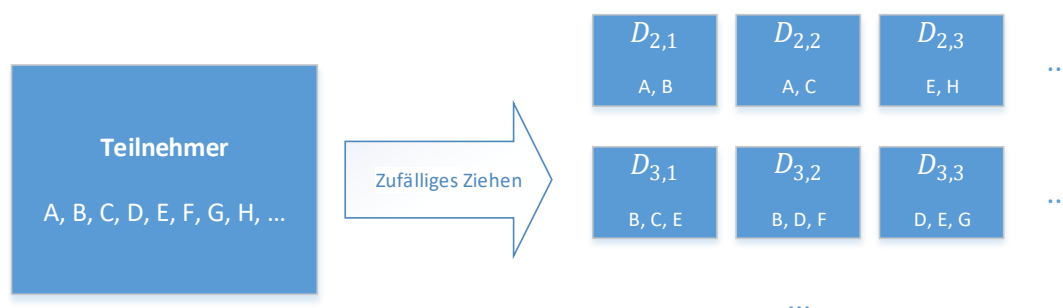 Teilnehmer
A, B, C, D, E, F, G, H, ...
Zufälliges Ziehen
D2,1
A, B
D2,2
A, C
D2,3
E, H
...
D3,1
B, C, E
D3,2
B, D, F
D3,3
D, E, G
...
...